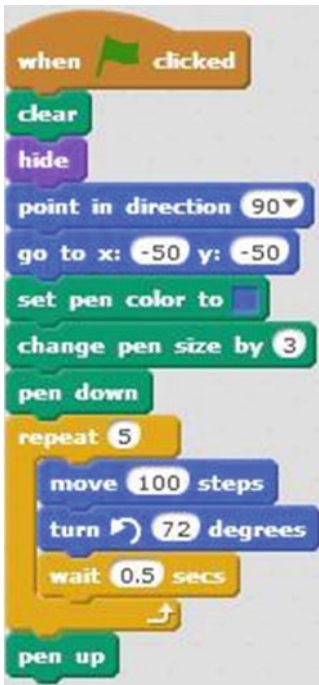 when clicked
clear
hide
point in direction 90
go to x: -50 y: -50
set pen color to
change pen size by 3
pen down
repeat 5
move 100 steps
turn 72 degrees
wait 0.5 secs
pen up